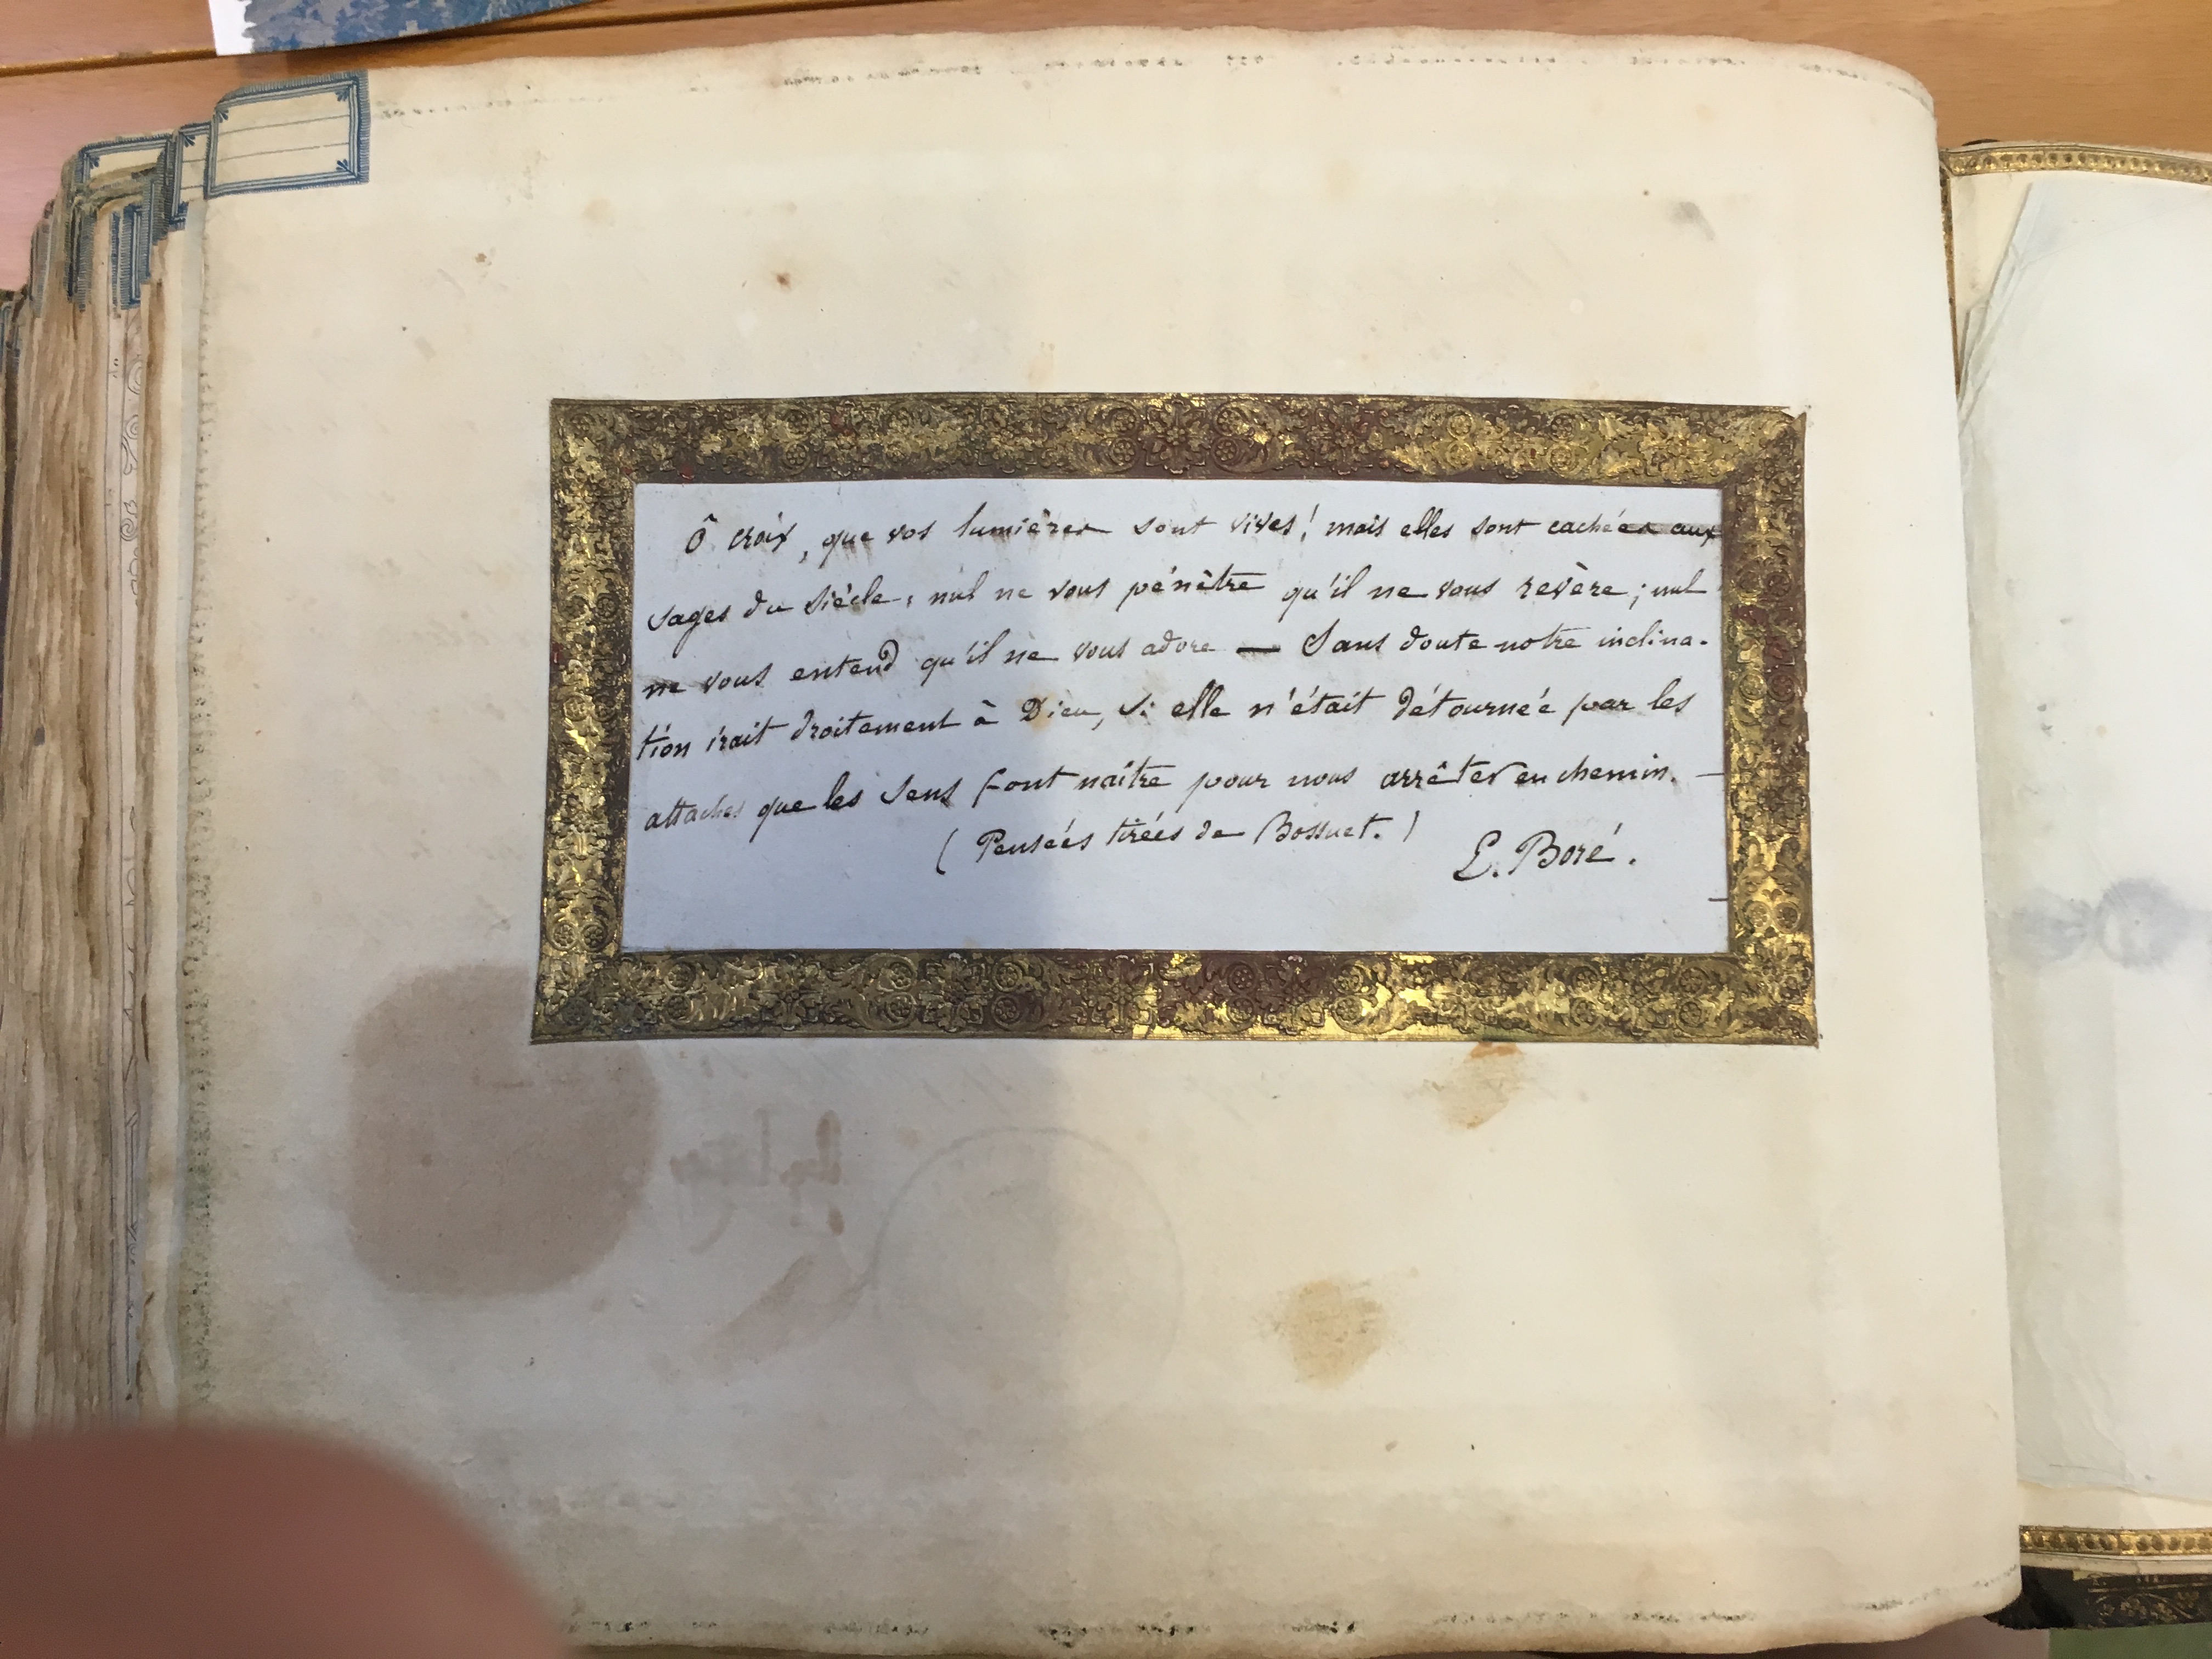 Ô croix, que vos lumières sont vives! mais elles sont cachées aux
sages du siècle; nul ne vous pénètre qu'il ne vous revère; nul
ne vous entend qu'il ne vous adore — Sans doute notre inclina-
tion irait droitement à Dieu, si elle n'était détournée par les
attaches que les sens font naître pour nous arrêter en chemin. —
(Pensées tirées de Bossuet.)
E. Boré.